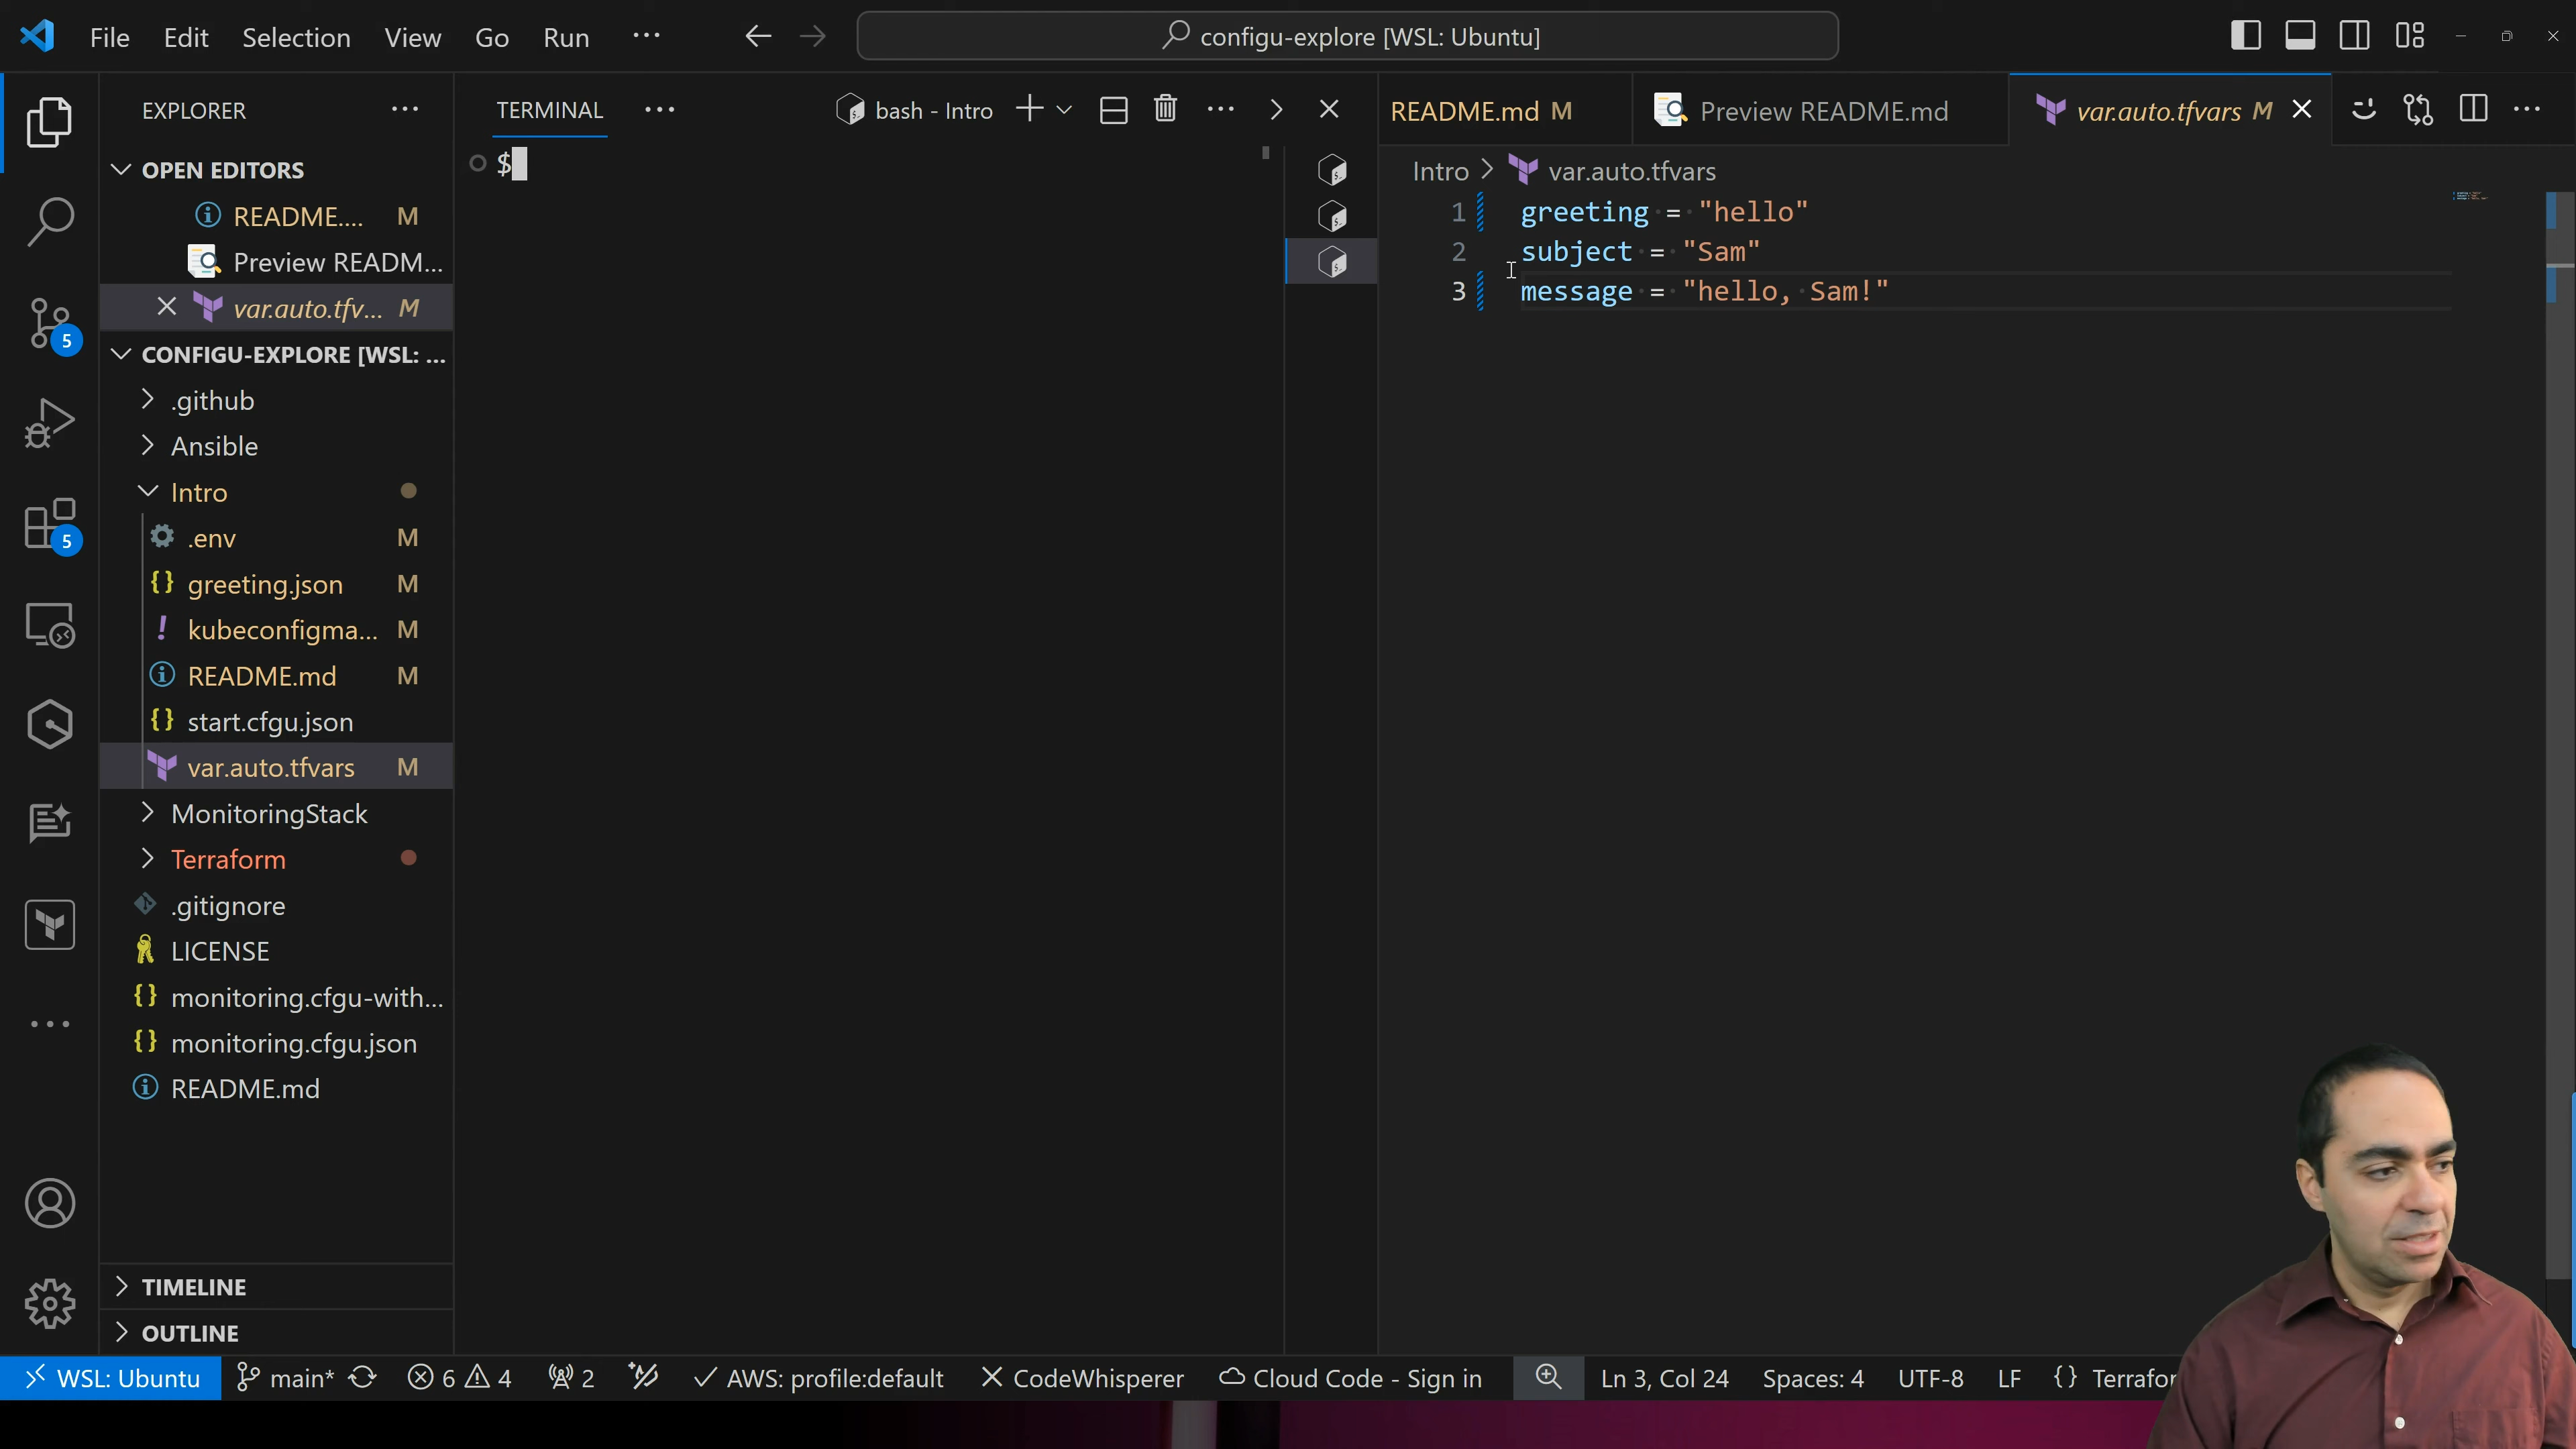 File Edit Selection View Go Run ···
configu-explore [WSL: Ubuntu]
EXPLORER
OPEN EDITORS
README.... M
Preview READM...
var.auto.tfv... M
CONFIGU-EXPLORE [WSL: ...
.github
Ansible
Intro
.env M
greeting.json M
kubeconfigma... M
README.md M
start.cfgu.json
var.auto.tfvars M
MonitoringStack
Terraform
.gitignore
LICENSE
monitoring.cfgu-with...
monitoring.cfgu.json
README.md
TIMELINE
OUTLINE
5
5
TERMINAL
bash - Intro
$
README.md M
Preview README.md
var.auto.tfvars M
Intro > var.auto.tfvars
1 greeting = "hello"
2 subject = "Sam"
3 message = "hello, Sam!"
WSL: Ubuntu main* 6 4 2 AWS: profile:default CodeWhisperer Cloud Code - Sign in Ln 3, Col 24 Spaces: 4 UTF-8 LF {} Terrafor